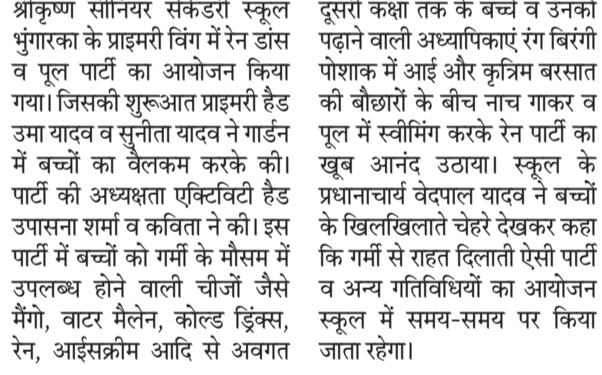 श्रीकृष्ण सीनियर सेकेंडरी स्कूल
भुंगारका के प्राइमरी विंग में रेन डांस
व पूल पार्टी का आयोजन किया
गया। जिसकी शुरूआत प्राइमरी हैड
उमा यादव व सुनीता यादव ने गार्डन
में बच्चों का वैलकम करके की।
पार्टी की अध्यक्षता एक्टिविटी हैड
उपासना शर्मा व कविता ने की। इस
पार्टी में बच्चों को गर्मी के मौसम में
उपलब्ध होने वाली चीजों जैसे
मैंगो, वाटर मैलेन, कोल्ड ड्रिंक्स,
रेन, आईसक्रीम आदि से अवगत
दूसरी कक्षा तक के बच्चे व उनको
पढ़ाने वाली अध्यापिकाएं रंग बिरंगी
पोशाक में आई और कृत्रिम बरसात
की बौछारों के बीच नाच गाकर व
पूल में स्वीमिंग करके रेन पार्टी का
खूब आनंद उठाया। स्कूल के
प्रधानाचार्य वेदपाल यादव ने बच्चों
के खिलखिलाते चेहरे देखकर कहा
कि गर्मी से राहत दिलाती ऐसी पार्टी
व अन्य गतिविधियों का आयोजन
स्कूल में समय-समय पर किया
जाता रहेगा।